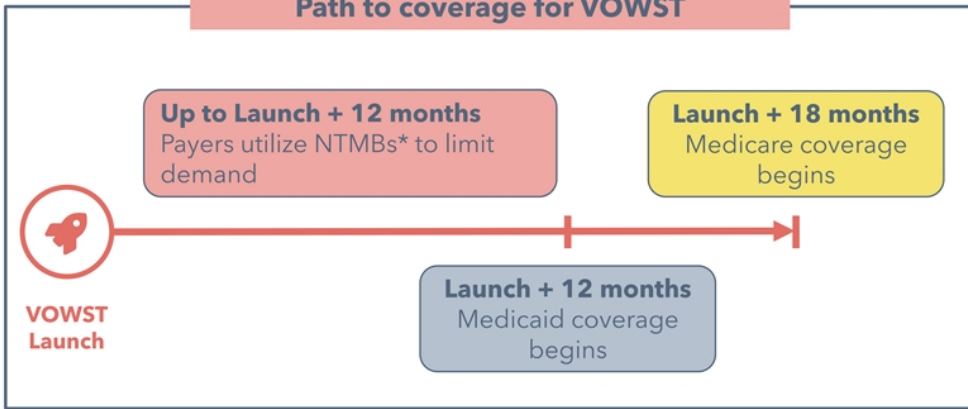 Path to coverage for VOWST
Up to Launch + 12 months
Payers utilize NTMBs* to limit
demand
Launch + 18 months
Medicare coverage
begins
VOWST
Launch
Launch + 12 months
Medicaid coverage
begins